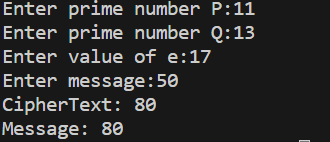 Enter prime number P:11
Enter prime number Q:13
Enter value of e:17
Enter message:50
CipherText: 80
Message: 80